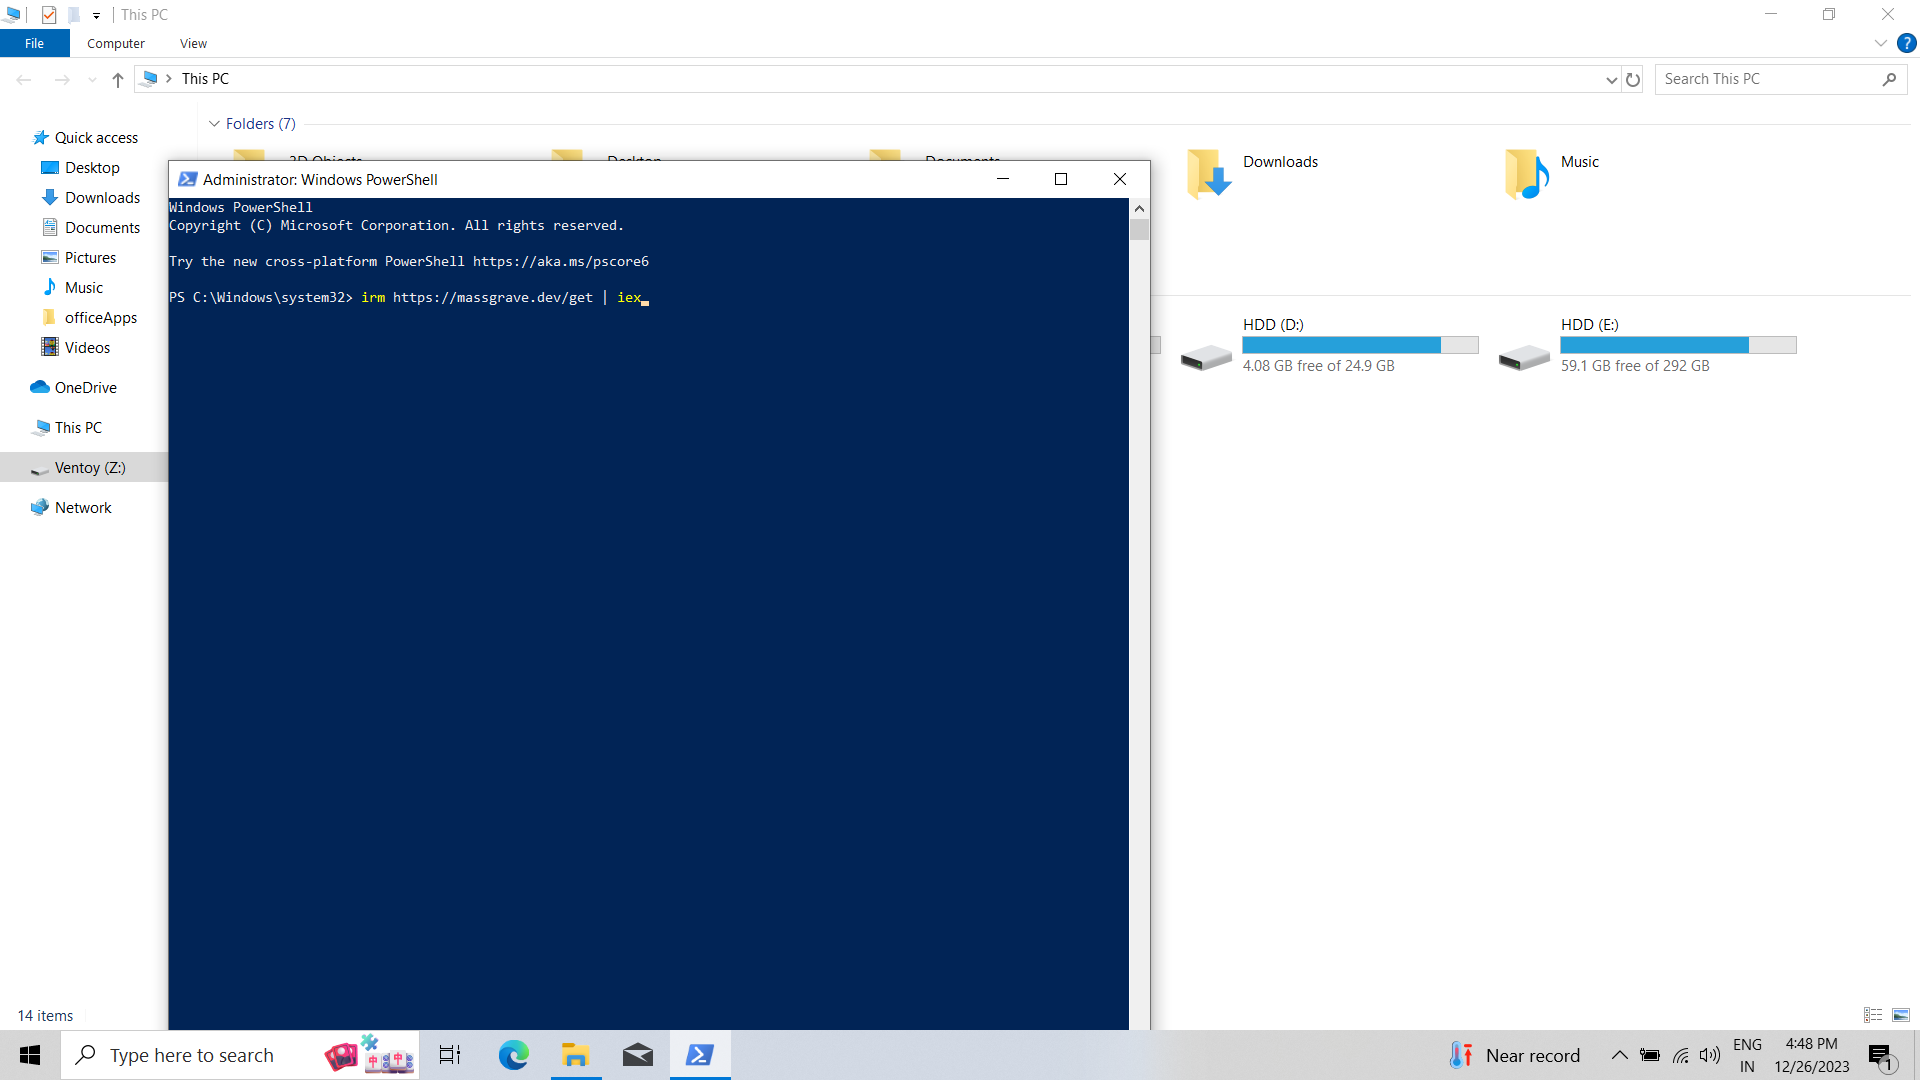 This PC
File Computer View
This PC
Search This PC
Folders (7)
Quick access
Desktop
Downloads
Documents
Pictures
Music
officeApps
Videos
OneDrive
This PC
Ventoy (Z:)
Network
3D Objects
Desktop
Documents
Downloads
Music
Administrator: Windows PowerShell
Windows PowerShell
Copyright (C) Microsoft Corporation. All rights reserved.
Try the new cross-platform PowerShell https://aka.ms/pscore6
PS C:\Windows\system32> irm https://massgrave.dev/get | iex
HDD (D:)
4.08 GB free of 24.9 GB
HDD (E:)
59.1 GB free of 292 GB
14 items
Type here to search
Near record
ENG
IN
4:48 PM
12/26/2023
1